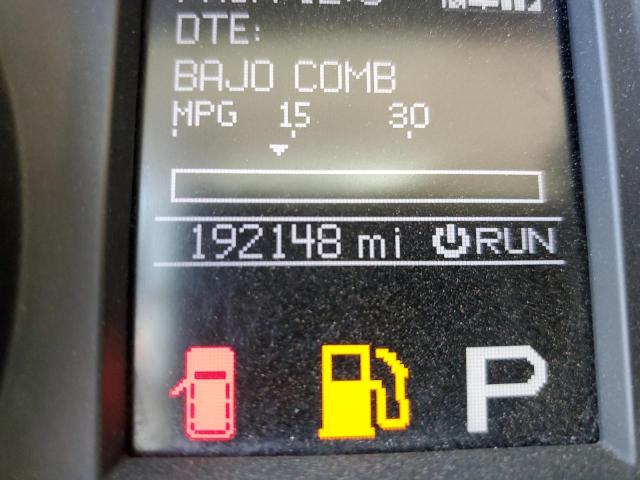 DTE:
BAJO COMB
MPG 15 30
192148 mi RUN
P